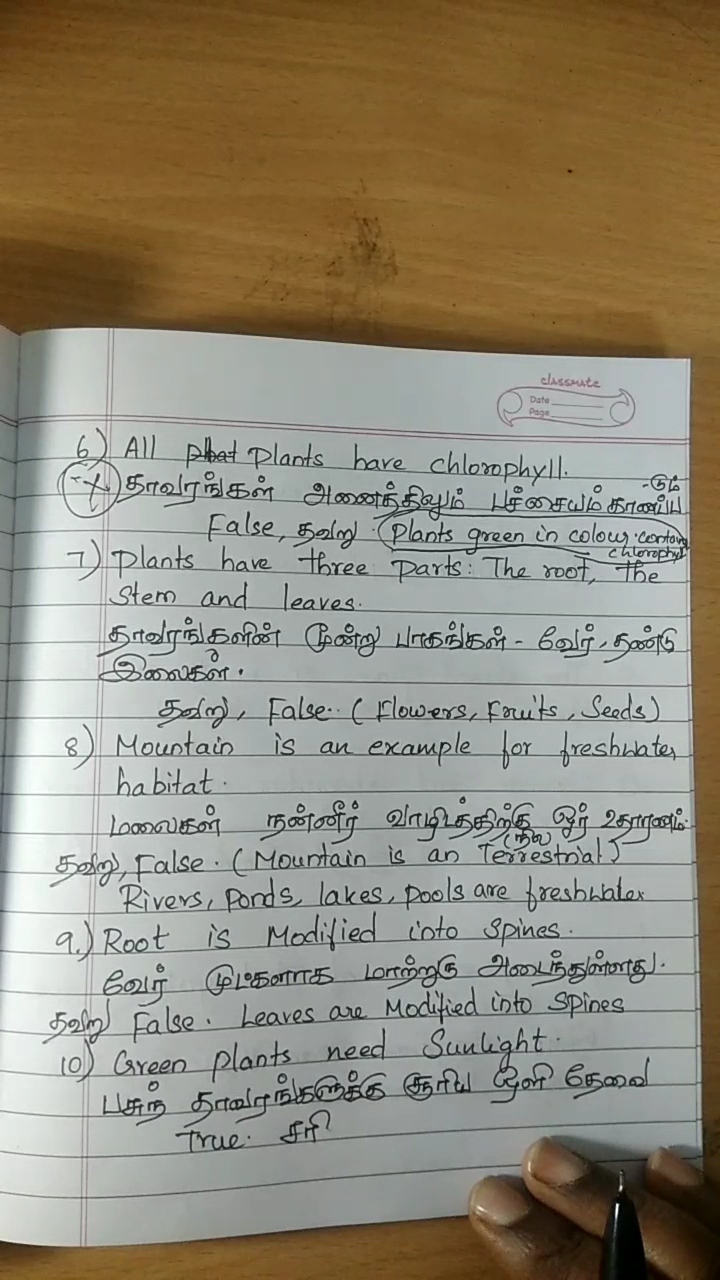 classmate
Date
Page
6) All Plants have chlorophyll.
தாவரங்கள் அனைத்திலும் பச்சையம் காணப்ப
-டும்
False, தவறு. (Plants green in colour contain
chlorophyll
7) Plants have three parts: The root, the
Stem and leaves.
தாவரங்களின் மூன்று பாகங்கள் - வேர், தண்டு
இலைகள்.
தவறு, False. (Flowers, Fruits, Seeds)
8) Mountain is an example for freshwater
habitat.
மலைகள் நன்னீர் வாழிடத்திற்கு ஓர் உதாரணம்.
(நில
தவறு, False. (Mountain is an Terrestrial)
Rivers, ponds, lakes, pools are freshwater
9.) Root is Modified into spines.
வேர் முட்களாக மாற்றுரு அடைந்துள்ளது.
தவறு False. Leaves are Modified into spines
10) Green plants need Sunlight.
பசுந் தாவரங்களுக்கு சூரிய ஒளி தேவை
True. சரி